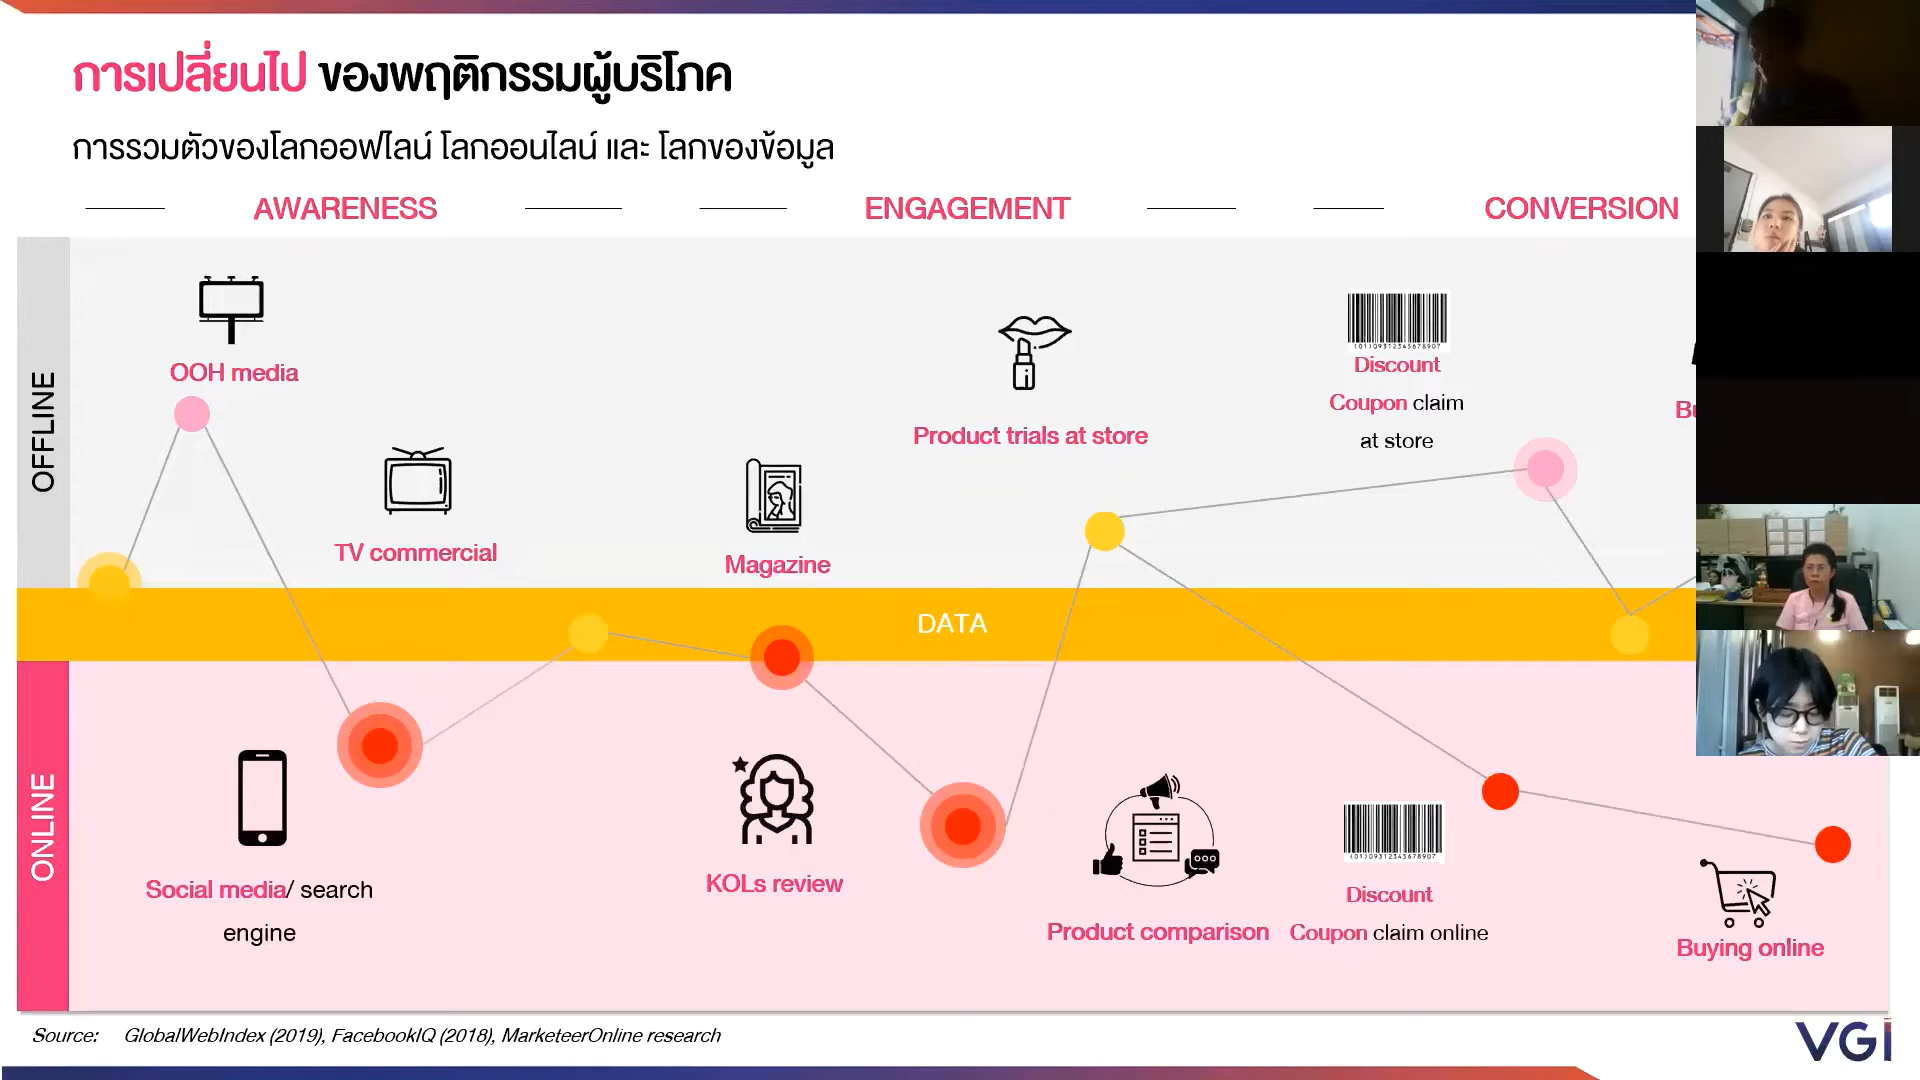 การเปลี่ยนไป ของพฤติกรรมผู้บริโภค
การรวมตัวของโลกออฟไลน์ โลกออนไลน์ และ โลกของข้อมูล
AWARENESS
ENGAGEMENT
CONVERSION
OFFLINE
OOH media
TV commercial
Magazine
Product trials at store
(01)09312345678907
Discount
Coupon claim
at store
DATA
ONLINE
Social media/ search
engine
KOLs review
Product comparison
(01)09312345678907
Discount
Coupon claim online
Buying online
Source: GlobalWebIndex (2019), FacebookIQ (2018), MarketeerOnline research
VGI